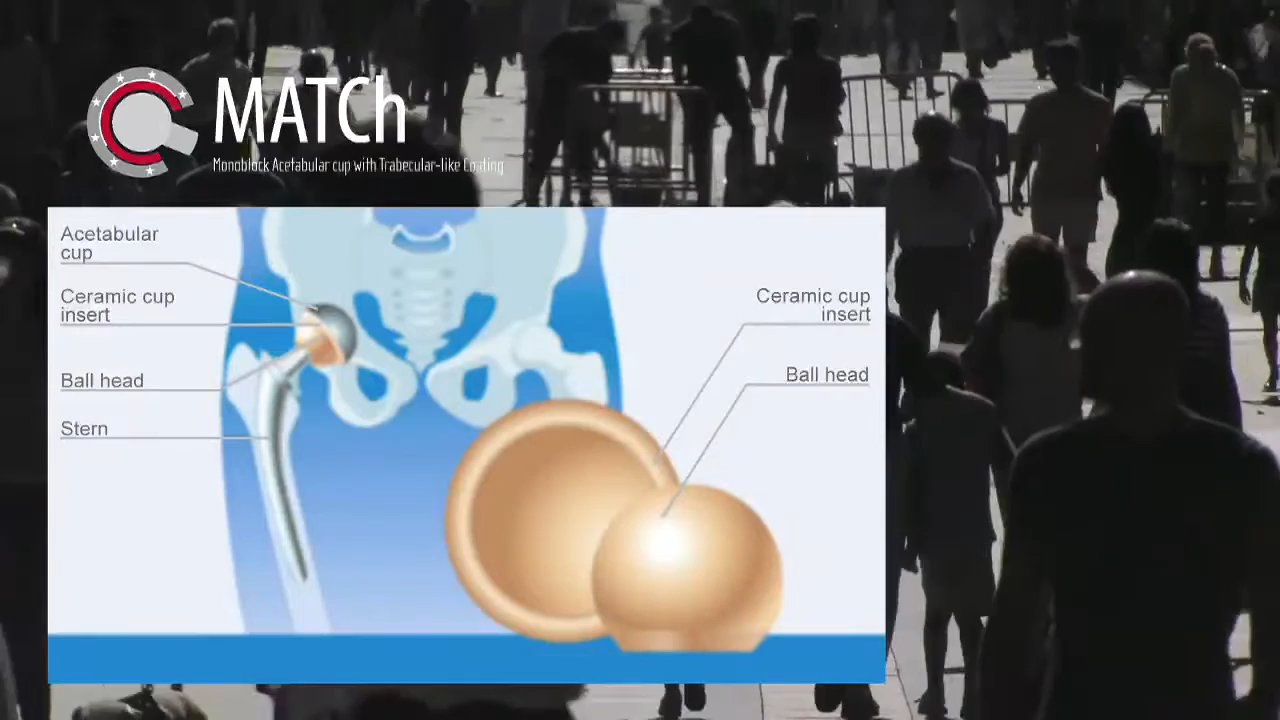 MATCh
Monoblock Acetabular cup with Trabecular-like Coating
Acetabular
cup
Ceramic cup
insert
Ball head
Stern
Ceramic cup
insert
Ball head